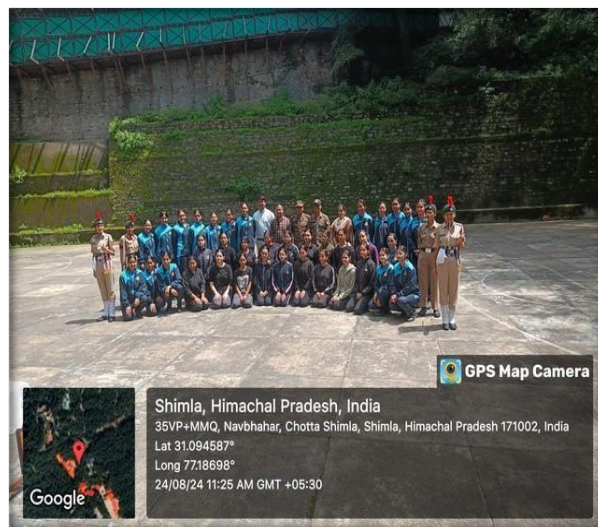 GPS Map Camera
Shimla, Himachal Pradesh, India
35VP+MMQ, Navbhahar, Chotta Shimla, Shimla, Himachal Pradesh 171002, India
Lat 31.094587°
Long 77.18698°
24/08/24 11:25 AM GMT +05:30
Google